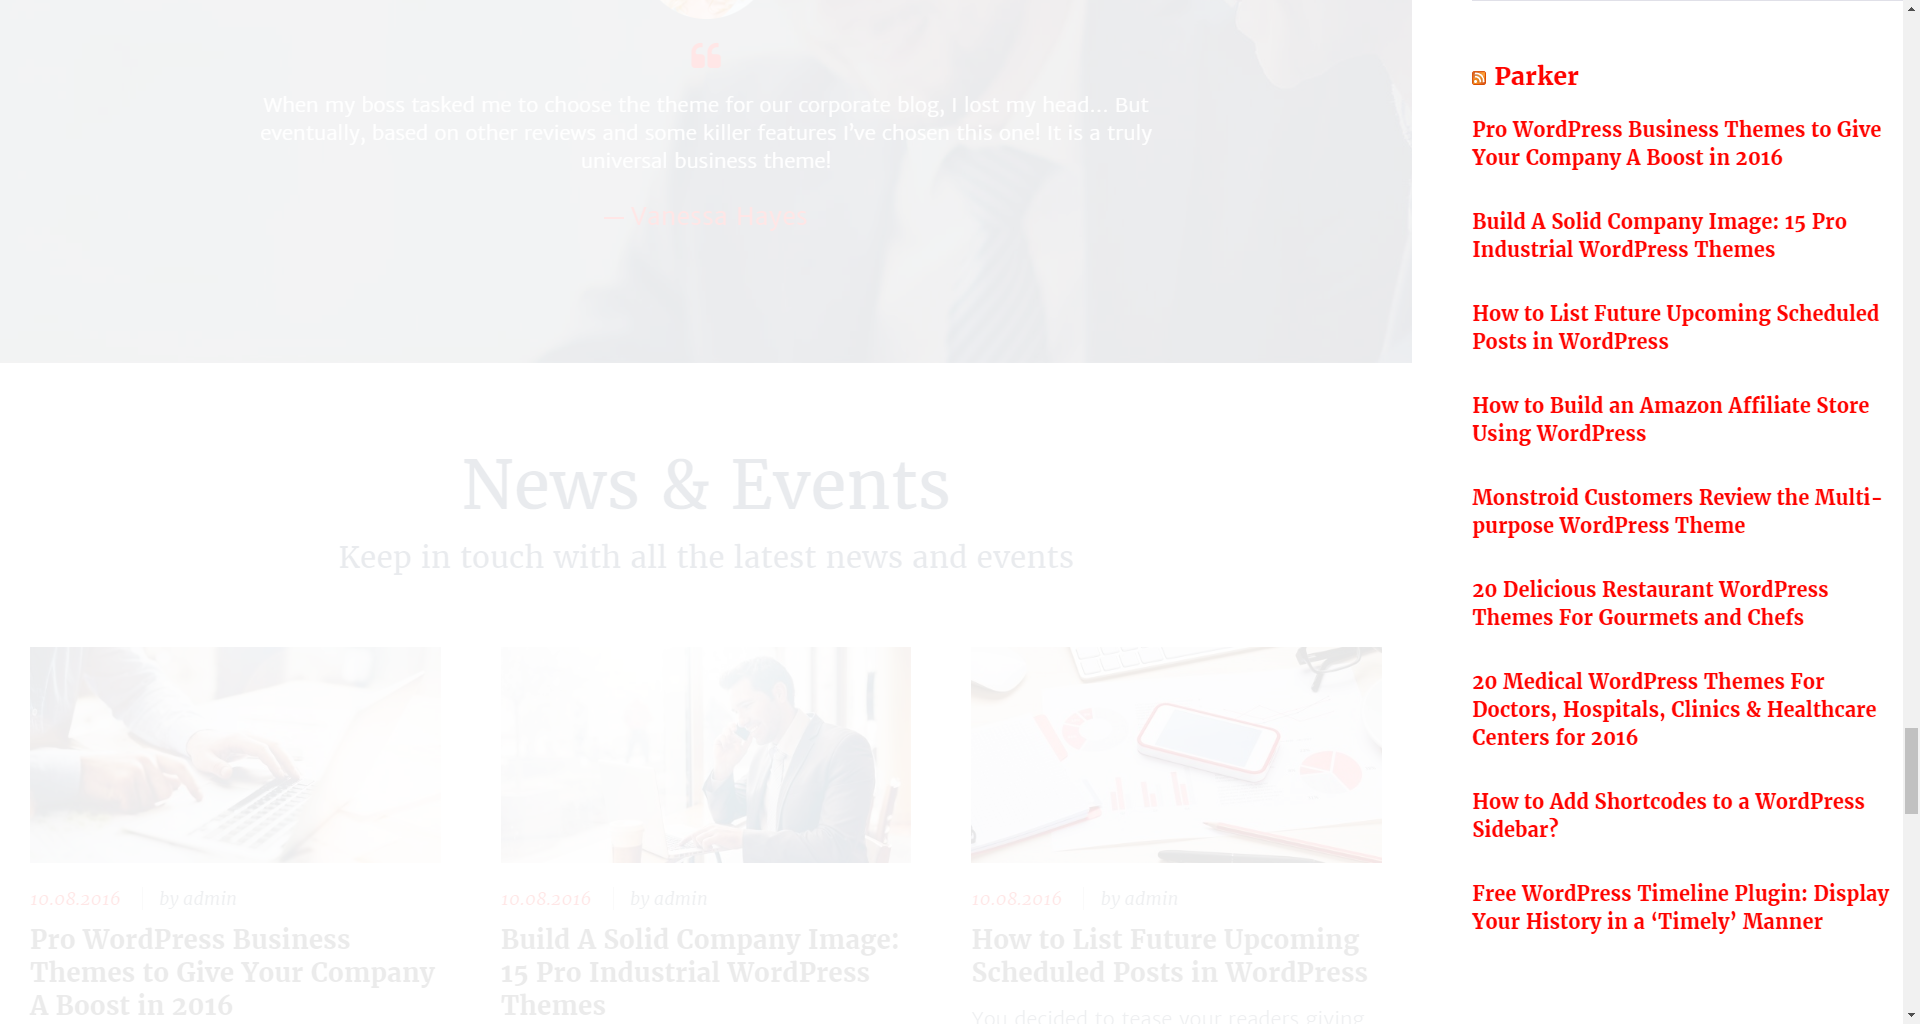 When my boss tasked me to choose the theme for our corporate blog, I lost my head... But
eventually, based on other reviews and some killer features I’ve chosen this one! It is a truly
universal business theme!
— Vanessa Hayes
News & Events
Keep in touch with all the latest news and events
10.08.2016
by admin
Pro WordPress Business
Themes to Give Your Company
A Boost in 2016
10.08.2016
by admin
Build A Solid Company Image:
15 Pro Industrial WordPress
Themes
10.08.2016
by admin
How to List Future Upcoming
Scheduled Posts in WordPress
You decided to tease your readers giving
Parker
Pro WordPress Business Themes to Give
Your Company A Boost in 2016
Build A Solid Company Image: 15 Pro
Industrial WordPress Themes
How to List Future Upcoming Scheduled
Posts in WordPress
How to Build an Amazon Affiliate Store
Using WordPress
Monstroid Customers Review the Multi-
purpose WordPress Theme
20 Delicious Restaurant WordPress
Themes For Gourmets and Chefs
20 Medical WordPress Themes For
Doctors, Hospitals, Clinics & Healthcare
Centers for 2016
How to Add Shortcodes to a WordPress
Sidebar?
Free WordPress Timeline Plugin: Display
Your History in a ‘Timely’ Manner